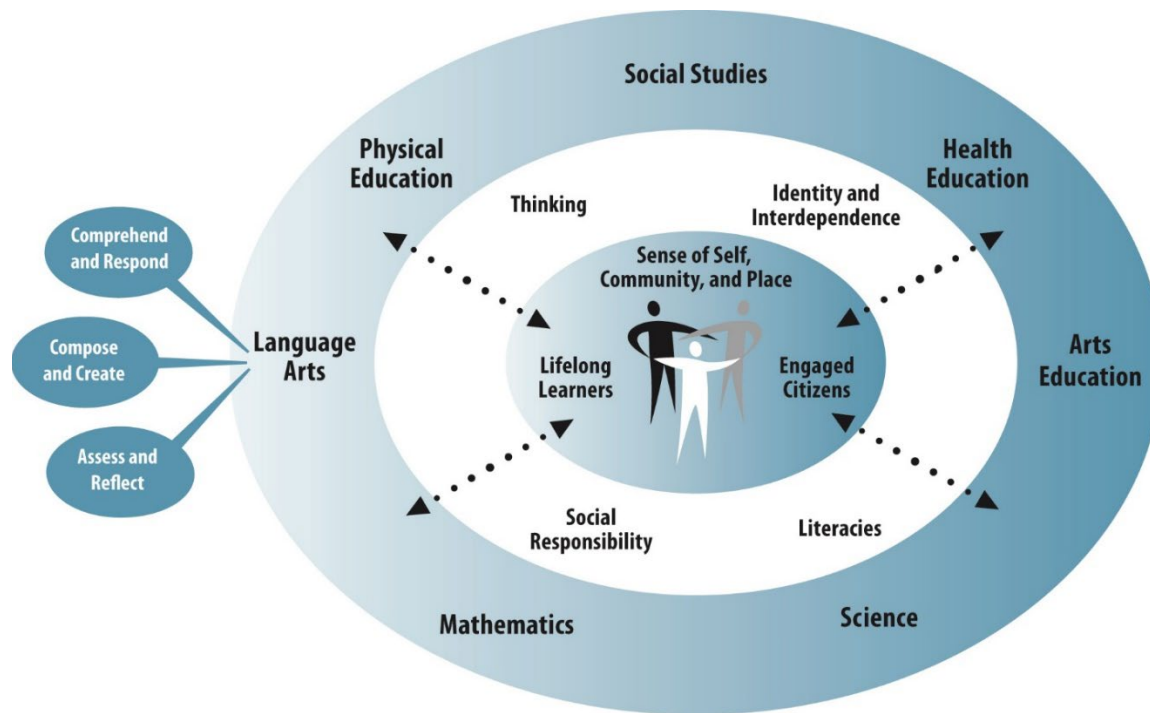 Social Studies
Physical
Education
Health
Education
Thinking
Identity and
Interdependence
Comprehend
and Respond
Sense of Self,
Community, and Place
Compose
and Create
Language
Arts
Lifelong
Learners
Engaged
Citizens
Arts
Education
Assess and
Reflect
Social
Responsibility
Literacies
Mathematics
Science